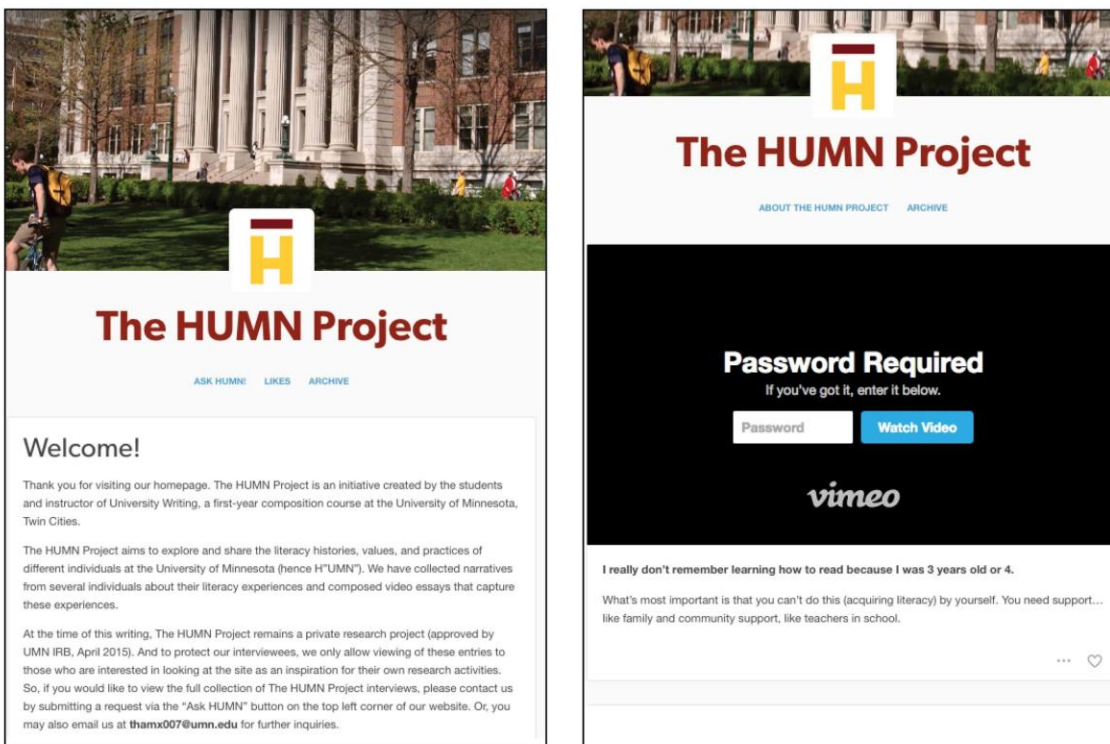 H
The HUMN Project
ASK HUMN! LIKES ARCHIVE
Welcome!
Thank you for visiting our homepage. The HUMN Project is an initiative created by the students
and instructor of University Writing, a first-year composition course at the University of Minnesota,
Twin Cities.
The HUMN Project aims to explore and share the literacy histories, values, and practices of
different individuals at the University of Minnesota (hence H"UMN"). We have collected narratives
from several individuals about their literacy experiences and composed video essays that capture
these experiences.
At the time of this writing, The HUMN Project remains a private research project (approved by
UMN IRB, April 2015). And to protect our interviewees, we only allow viewing of these entries to
those who are interested in looking at the site as an inspiration for their own research activities.
So, if you would like to view the full collection of The HUMN Project interviews, please contact us
by submitting a request via the "Ask HUMN" button on the top left corner of our website. Or, you
may also email us at thamx007@umn.edu for further inquiries.
H
The HUMN Project
ABOUT THE HUMN PROJECT ARCHIVE
Password Required
If you've got it, enter it below.
Password Watch Video
vimeo
I really don't remember learning how to read because I was 3 years old or 4.
What's most important is that you can't do this (acquiring literacy) by yourself. You need support…
like family and community support, like teachers in school.